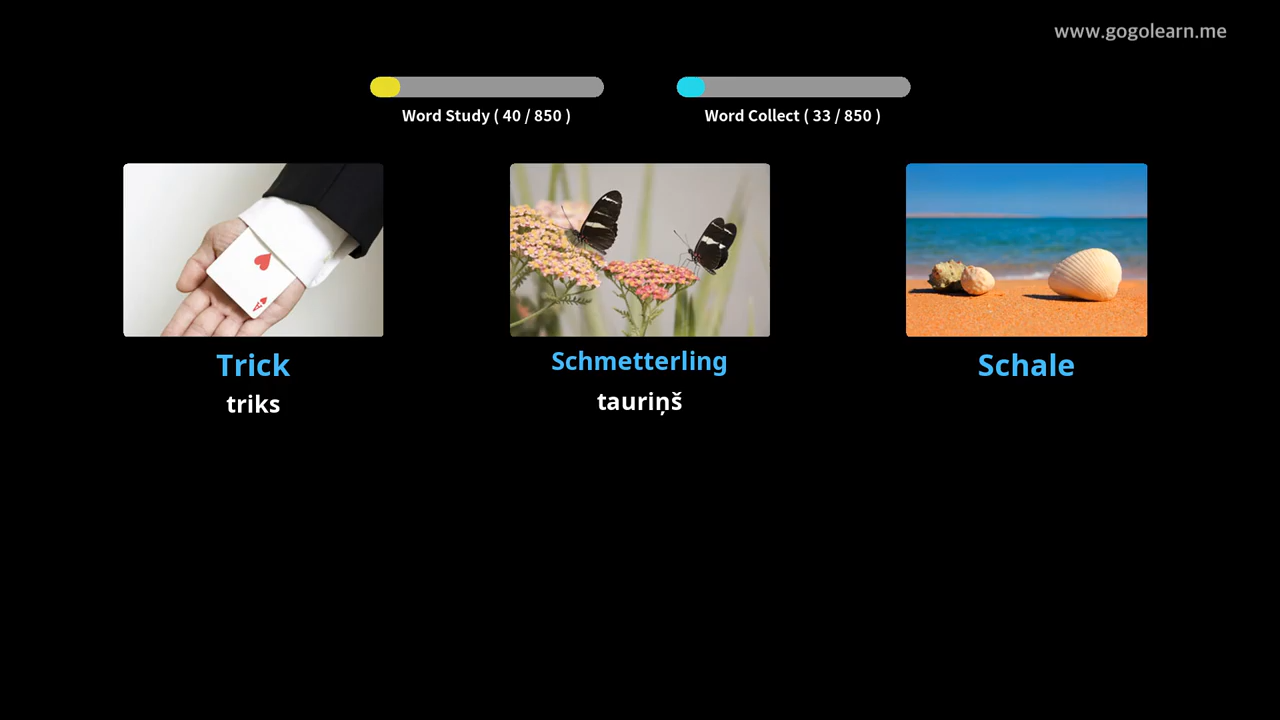 www.gogolearn.me
Word Study ( 40 / 850 )
Word Collect ( 33 / 850 )
Trick
triks
Schmetterling
tauriņš
Schale